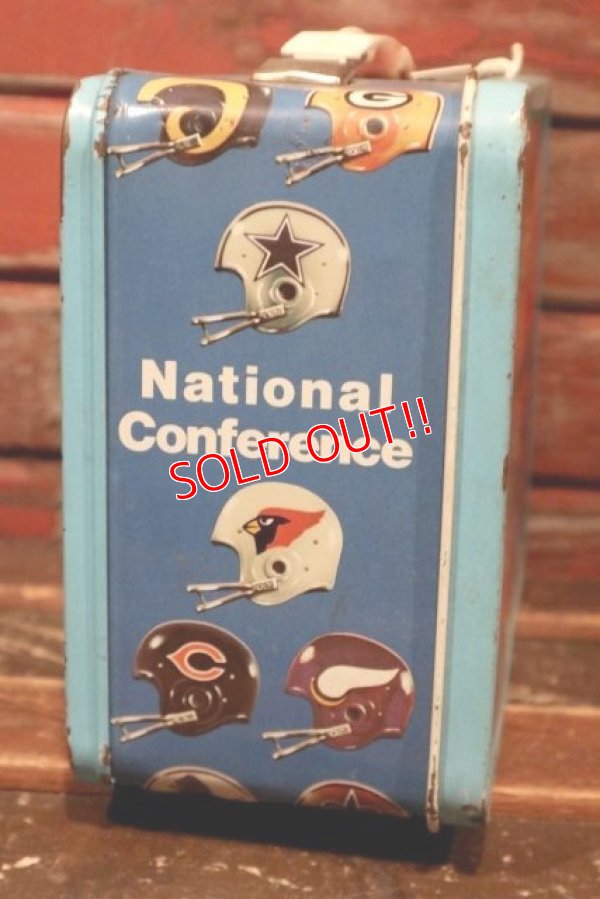 G
National
Conference
SOLD OUT!!
C